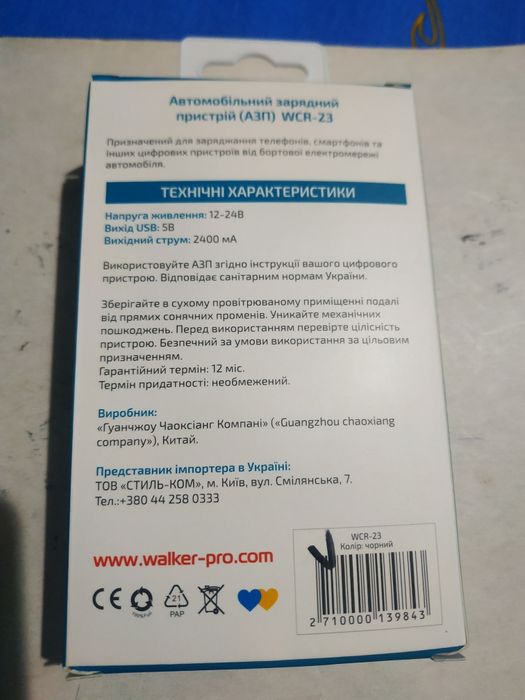 Автомобільний зарядний
пристрій (АЗП) WCR-23
Призначений для заряджання телефонів, смартфонів та
інших цифрових пристроїв від бортової електромережі
автомобіля.
ТЕХНІЧНІ ХАРАКТЕРИСТИКИ
Напруга живлення: 12-24В
Вихід USB: 5В
Вихідний струм: 2400 мА
Використовуйте АЗП згідно інструкції вашого цифрового
пристрою. Відповідає санітарним нормам України.
Зберігайте в сухому провітрюваному приміщенні подалі
від прямих сонячних променів. Уникайте механічних
пошкоджень. Перед використанням перевірте цілісність
пристрою. Безпечний за умови використання за цільовим
призначенням.
Гарантійний термін: 12 міс.
Термін придатності: необмежений.
Виробник:
«Гуанчжоу Чаоксіанг Компані» («Guangzhou chaoxiang
company»), Китай.
Представник імпортера в Україні:
ТОВ «СТИЛЬ-КОМ», м. Київ, вул. Смілянська, 7.
Тел.:+380 44 258 0333
www.walker-pro.com
CE
21
PAP
WCR-23
Колір: чорний
2 710000 139843